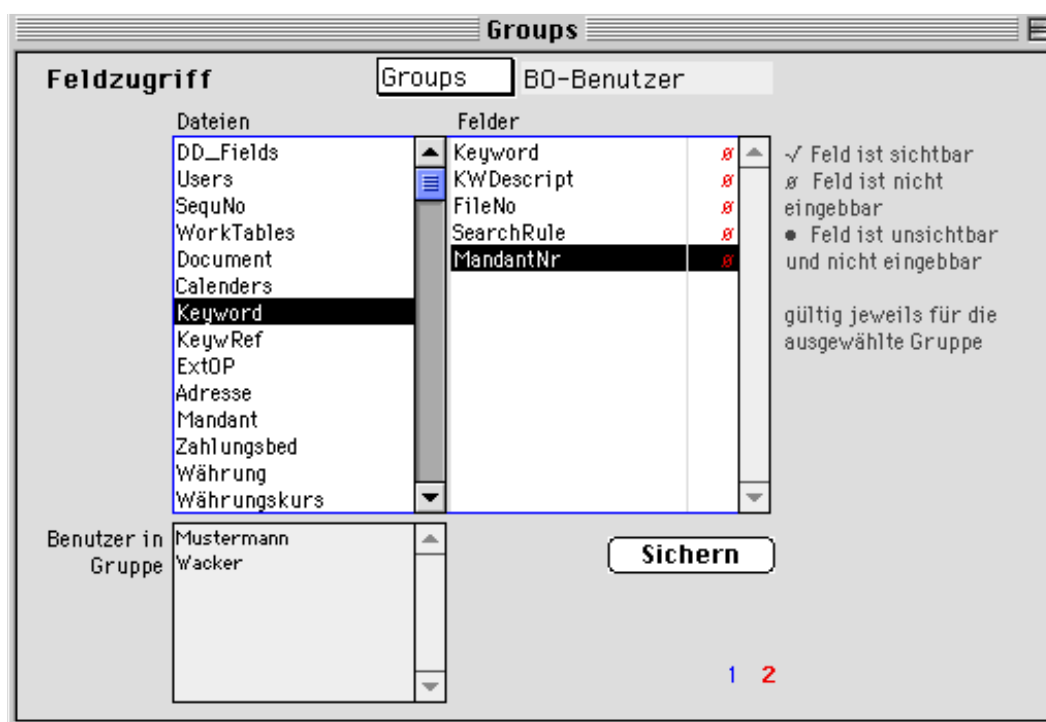 Groups
Feldzugriff
Groups
BO-Benutzer
Dateien
Felder
DD_Fields
Users
SequNo
WorkTables
Document
Calenders
Keyword
KeywRef
ExtOP
Adresse
Mandant
Zahlungsbed
Währung
Währungskurs
Keyword ø
KWDescript ø
FileNo ø
SearchRule ø
MandantNr ø
√ Feld ist sichtbar
ø Feld ist nicht
eingebbar
● Feld ist unsichtbar
und nicht eingebbar
gültig jeweils für die
ausgewählte Gruppe
Benutzer in
Gruppe
Mustermann
Wacker
Sichern
1 2